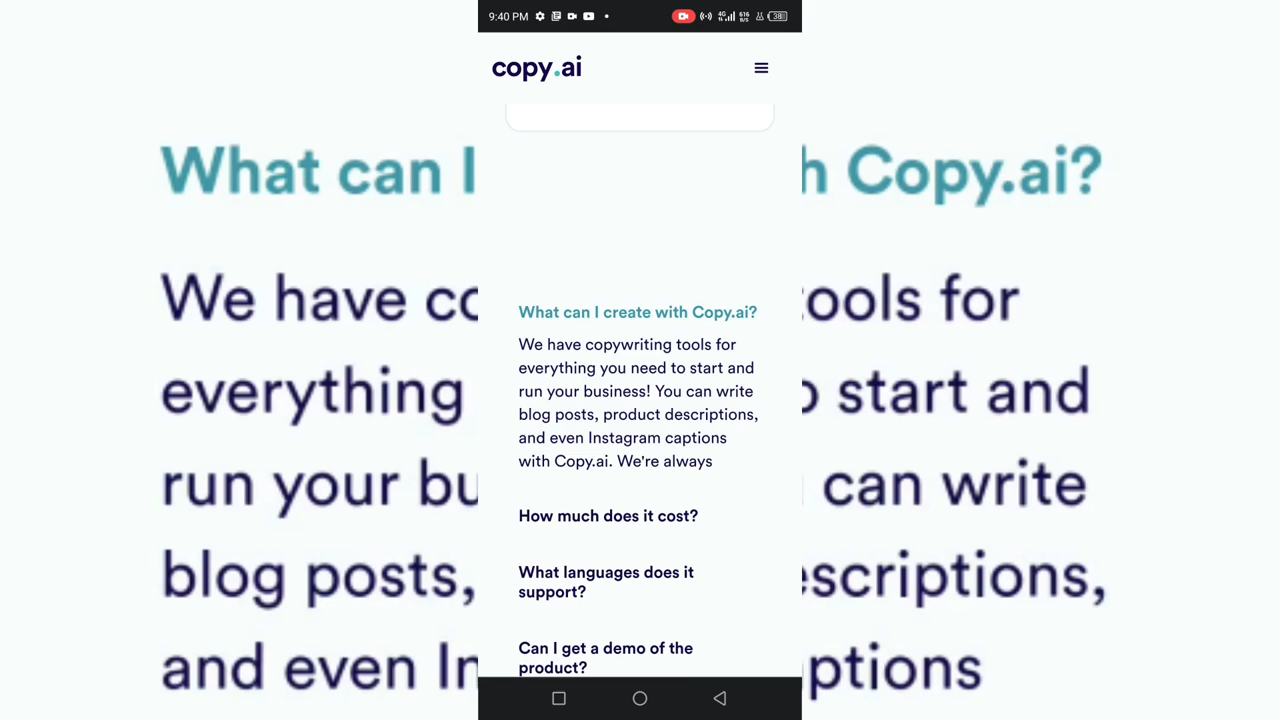 9:40 PM
4G
616 B/S
38
copy.ai
What can I create with Copy.ai?
We have copywriting tools for
everything you need to start and
run your business! You can write
blog posts, product descriptions,
and even Instagram captions
with Copy.ai. We're always
How much does it cost?
What languages does it
support?
Can I get a demo of the
product?
What can I
h Copy.ai?
We have co
tools for
everything
o start and
run your bu
can write
blog posts,
escriptions,
and even In
ptions